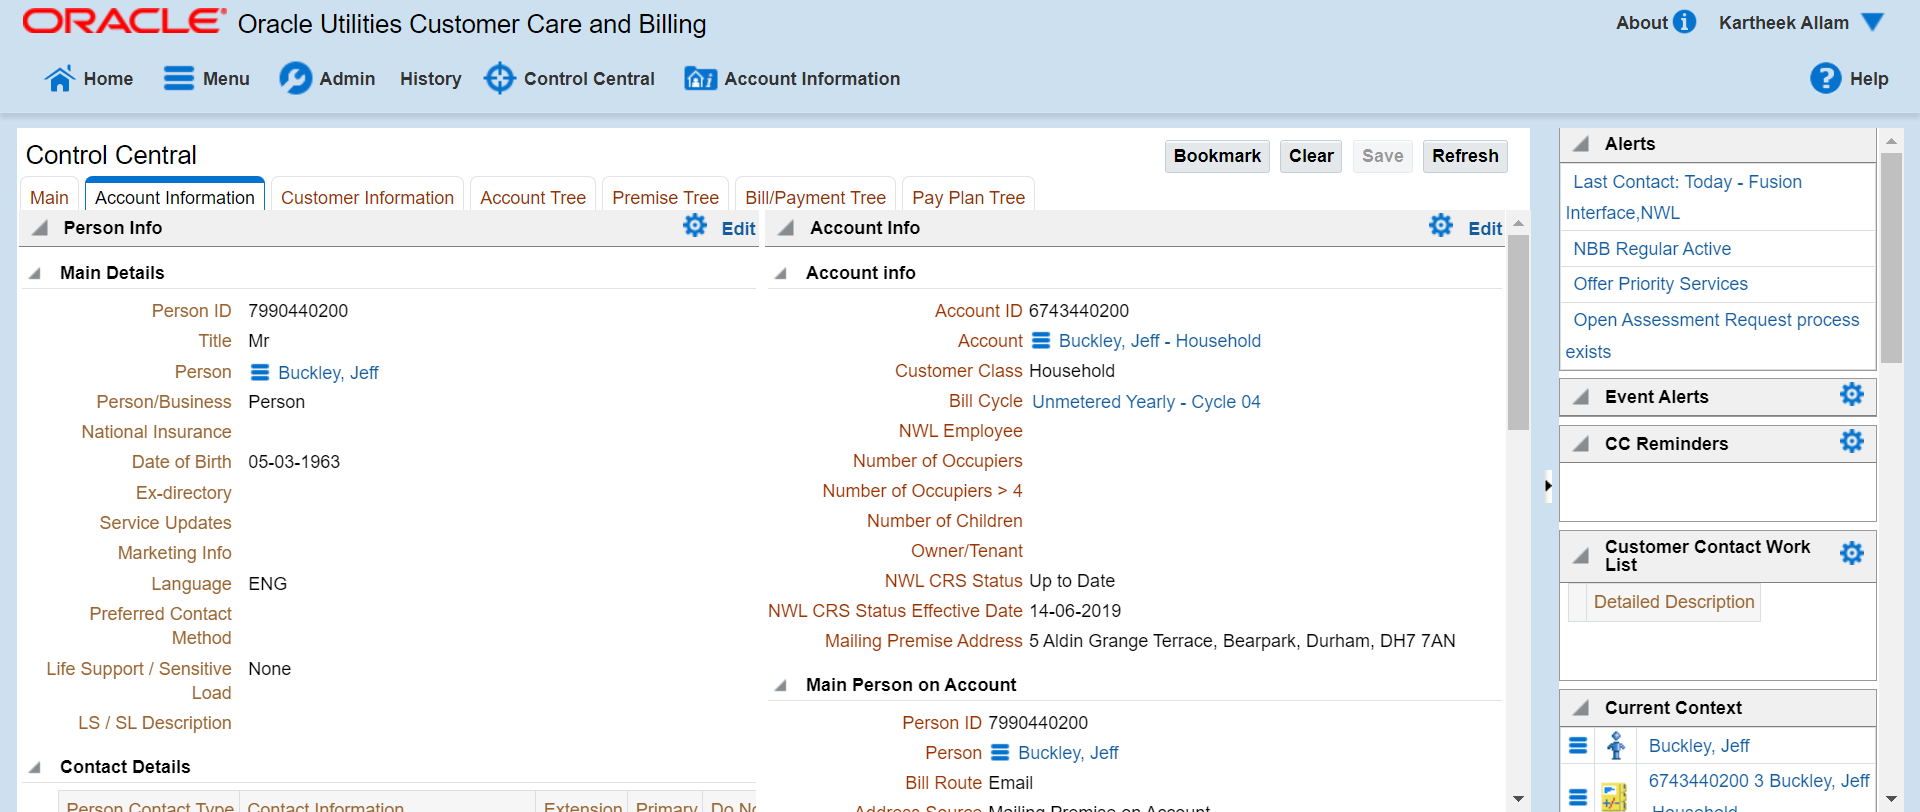 ORACLE Oracle Utilities Customer Care and Billing
About
Kartheek Allam
Home
Menu
Admin
History
Control Central
Account Information
Help
Control Central
Bookmark
Clear
Save
Refresh
Main
Account Information
Customer Information
Account Tree
Premise Tree
Bill/Payment Tree
Pay Plan Tree
Person Info
Edit
Main Details
Person ID 7990440200
Title Mr
Person Buckley, Jeff
Person/Business Person
National Insurance
Date of Birth 05-03-1963
Ex-directory
Service Updates
Marketing Info
Language ENG
Preferred Contact
Method
Life Support / Sensitive None
Load
LS / SL Description
Contact Details
Person Contact Type Contact Information Extension Primary Do No
Account Info
Edit
Account info
Account ID 6743440200
Account Buckley, Jeff - Household
Customer Class Household
Bill Cycle Unmetered Yearly - Cycle 04
NWL Employee
Number of Occupiers
Number of Occupiers > 4
Number of Children
Owner/Tenant
NWL CRS Status Up to Date
NWL CRS Status Effective Date 14-06-2019
Mailing Premise Address 5 Aldin Grange Terrace, Bearpark, Durham, DH7 7AN
Main Person on Account
Person ID 7990440200
Person Buckley, Jeff
Bill Route Email
Address Source Mailing Premise on Account
Alerts
Last Contact: Today - Fusion
Interface,NWL
NBB Regular Active
Offer Priority Services
Open Assessment Request process
exists
Event Alerts
CC Reminders
Customer Contact Work
List
Detailed Description
Current Context
Buckley, Jeff
6743440200 3 Buckley, Jeff
Household